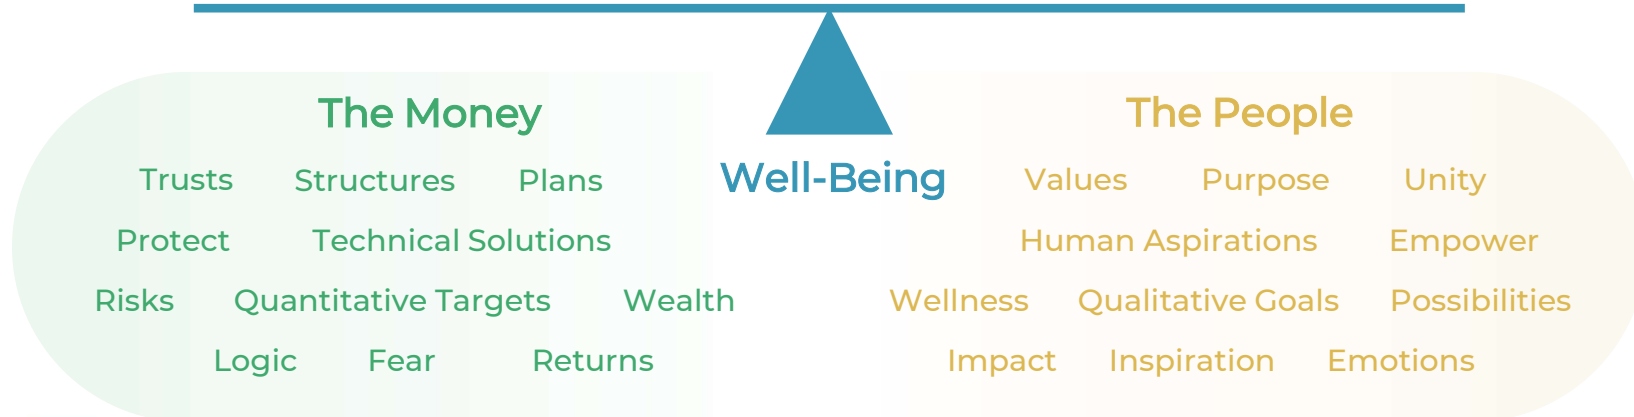 The Money
Trusts Structures Plans
Protect Technical Solutions
Risks Quantitative Targets Wealth
Logic Fear Returns
Well-Being
The People
Values Purpose Unity
Human Aspirations Empower
Wellness Qualitative Goals Possibilities
Impact Inspiration Emotions